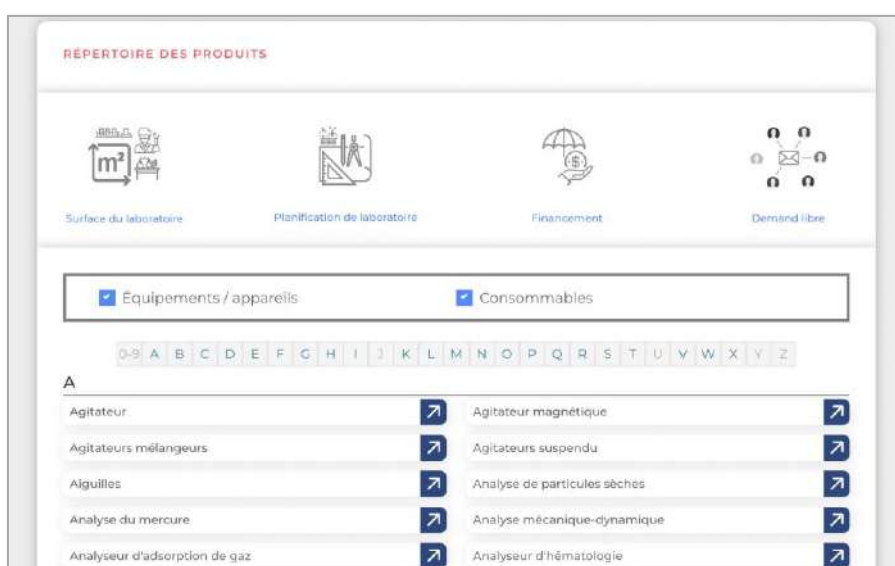 RÉPERTOIRE DES PRODUITS
m²
$
Surface du laboratoire Planification de laboratoire Financement Demand libre
Équipements / appareils Consommables
0-9 A B C D E F G H I J K L M N O P Q R S T U V W X Y Z
A
Agitateur Agitateur magnétique
Agitateurs mélangeurs Agitateurs suspendu
Aiguilles Analyse de particules sèches
Analyse du mercure Analyse mécanique-dynamique
Analyseur d'adsorption de gaz Analyseur d'hématologie